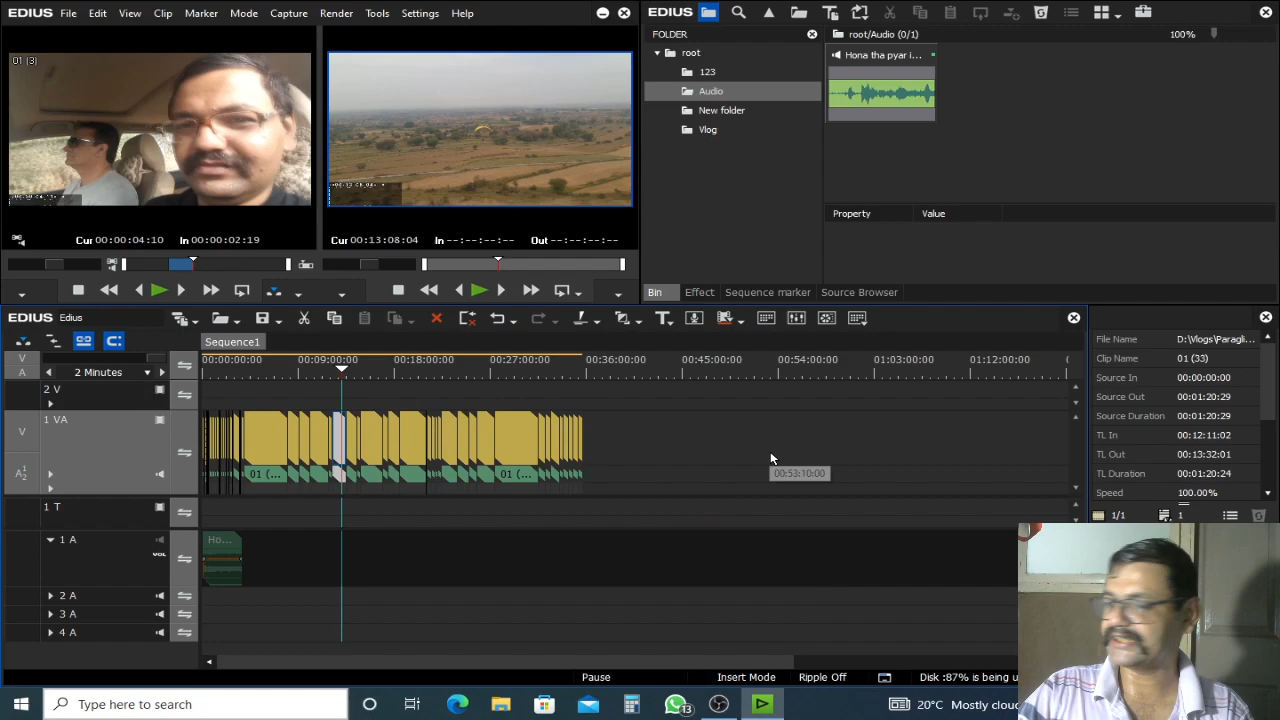 EDIUS File Edit View Clip Marker Mode Capture Render Tools Settings Help
01 (3)
Cur 00:00:04:10 In 00:00:02:19
Cur 00:13:08:04 In --:--:--:-- Out --:--:--:--
EDIUS
FOLDER
root
123
Audio
New folder
Vlog
root/Audio (0/1) 100%
Hona tha pyar i...
Property Value
Bin Effect Sequence marker Source Browser
EDIUS Edius
Sequence1
V
A
2 Minutes
00:00:00:00 00:09:00:00 00:18:00:00 00:27:00:00 00:36:00:00 00:45:00:00 00:54:00:00 01:03:00:00 01:12:00:00
2 V
1 VA
V
A 1 2
01 (... 01 (...
00:53:10:00
1 T
1 A
VOL
Ho...
2 A
3 A
4 A
Pause Insert Mode Ripple Off Disk :87% is being u
File Name D:\Vlogs\Paragli...
Clip Name 01 (33)
Source In 00:00:00:00
Source Out 00:01:20:29
Source Duration 00:01:20:29
TL In 00:12:11:02
TL Out 00:13:32:01
TL Duration 00:01:20:24
Speed 100.00%
1/1 1
Type here to search
13
20°C Mostly clou